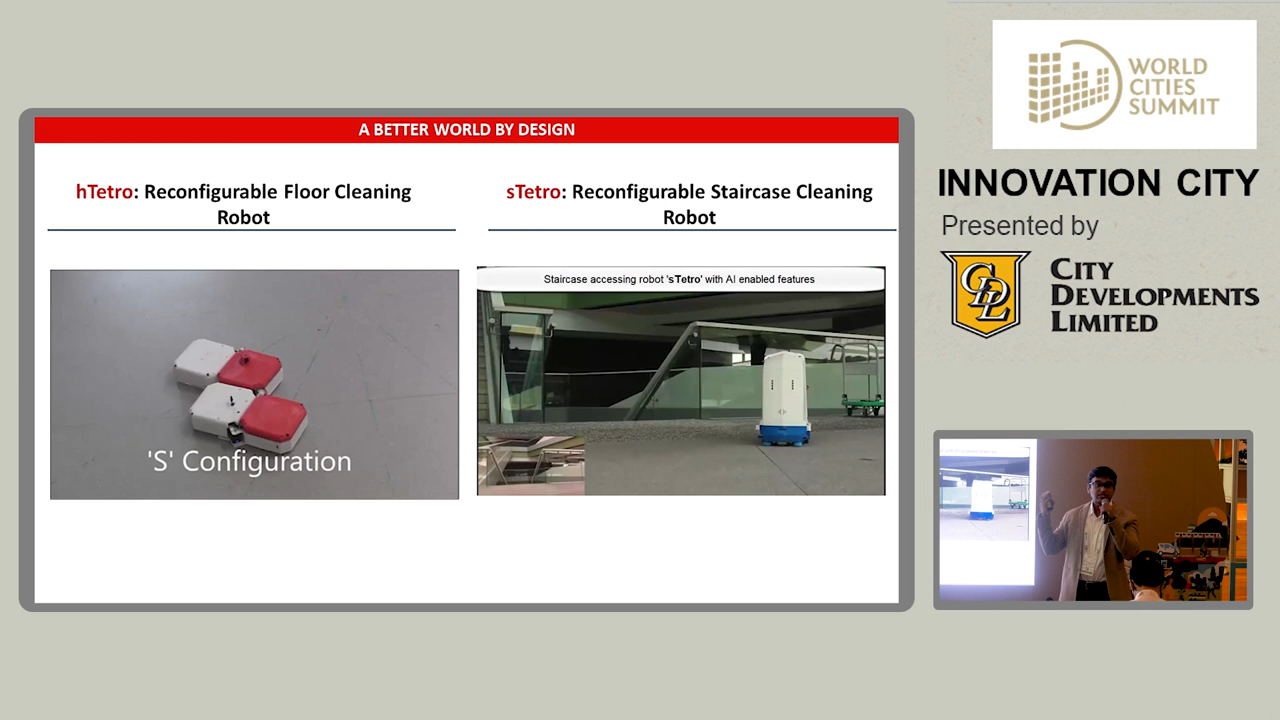 A BETTER WORLD BY DESIGN
hTetro: Reconfigurable Floor Cleaning
Robot
sTetro: Reconfigurable Staircase Cleaning
Robot
'S' Configuration
Staircase accessing robot 'sTetro' with AI enabled features
WORLD
CITIES
SUMMIT
INNOVATION CITY
Presented by
CDL
CITY
DEVELOPMENTS
LIMITED